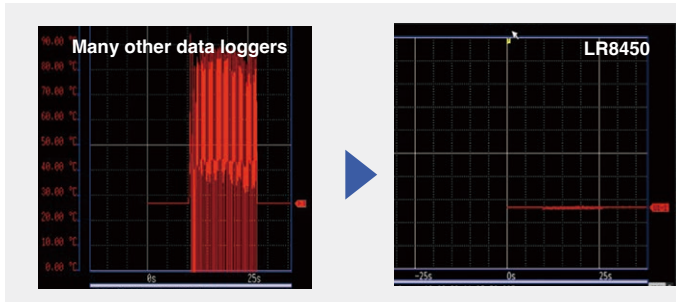 Many other data loggers
90.00 °C
80.00 °C
70.00 °C
60.00 °C
50.00 °C
40.00 °C
30.00 °C
20.00 °C
10.00 °C
0.00 °C
0s
25s
LR8450
-25s
0s
25s